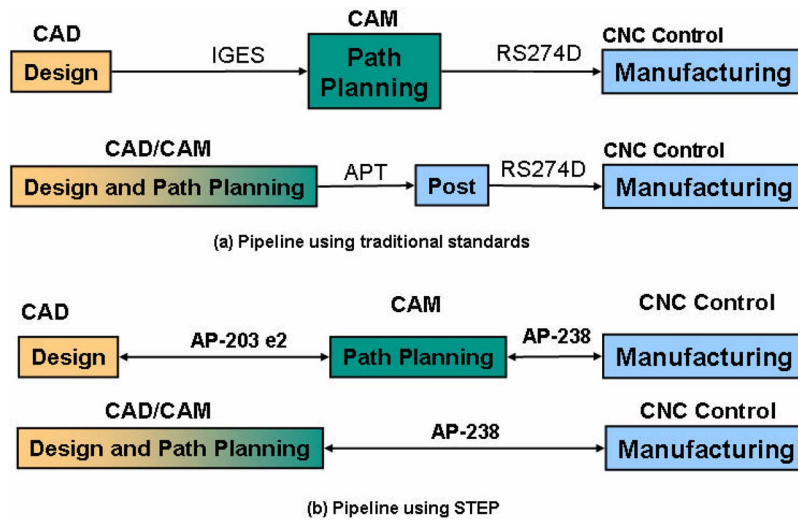 CAD
CAM
CNC Control
Design
IGES
Path
Planning
RS274D
Manufacturing
CAD/CAM
CNC Control
Design and Path Planning
APT
Post
RS274D
Manufacturing
(a) Pipeline using traditional standards
CAD
CAM
CNC Control
Design
AP-203 e2
Path Planning
AP-238
Manufacturing
CAD/CAM
CNC Control
Design and Path Planning
AP-238
Manufacturing
(b) Pipeline using STEP